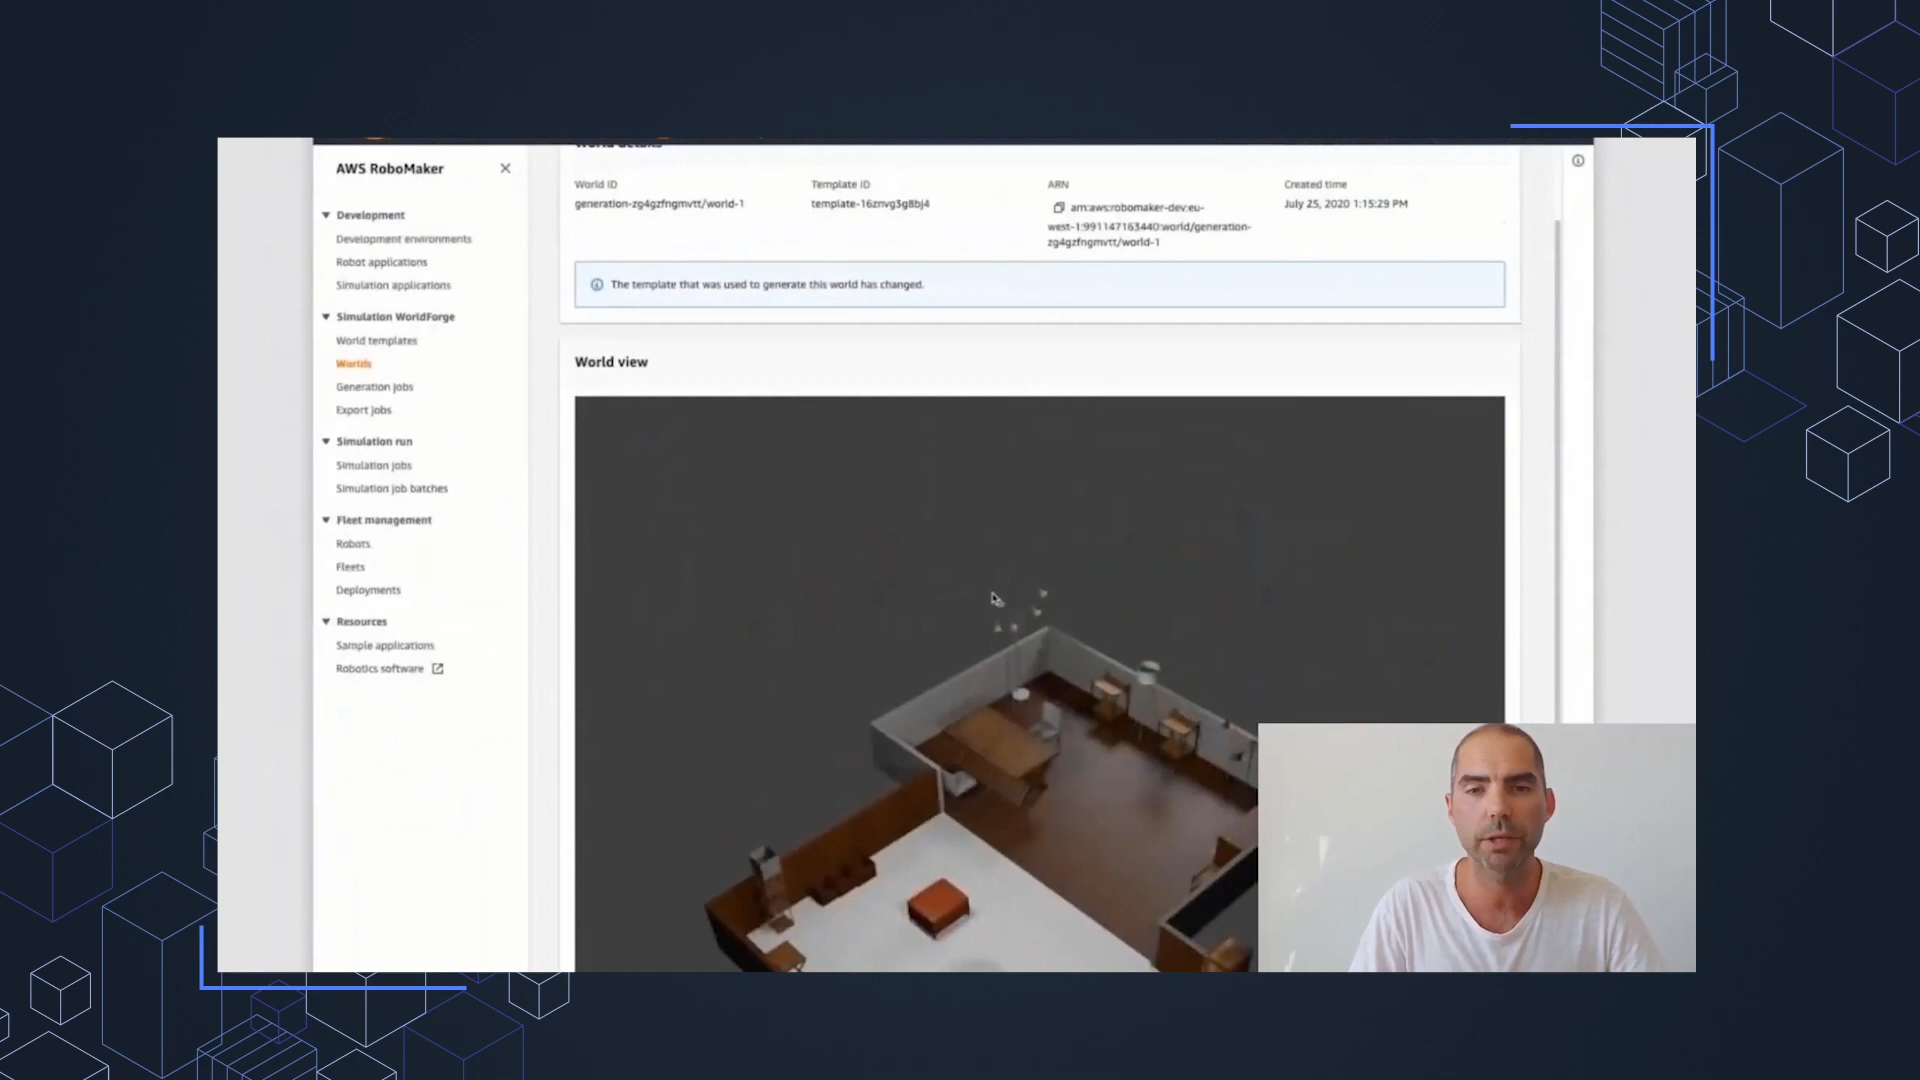 AWS RoboMaker
Development
Development environments
Robot applications
Simulation applications
Simulation WorldForge
World templates
Worlds
Generation jobs
Export jobs
Simulation run
Simulation jobs
Simulation job batches
Fleet management
Robots
Fleets
Deployments
Resources
Sample applications
Robotics software
World details
World ID
generation-zg4gzfngmvtt/world-1
Template ID
template-16znvg3g8bj4
ARN
arn:aws:robomaker-dev:eu-
west-1:991147163440:world/generation-
zg4gzfngmvtt/world-1
Created time
July 25, 2020 1:15:29 PM
The template that was used to generate this world has changed.
World view